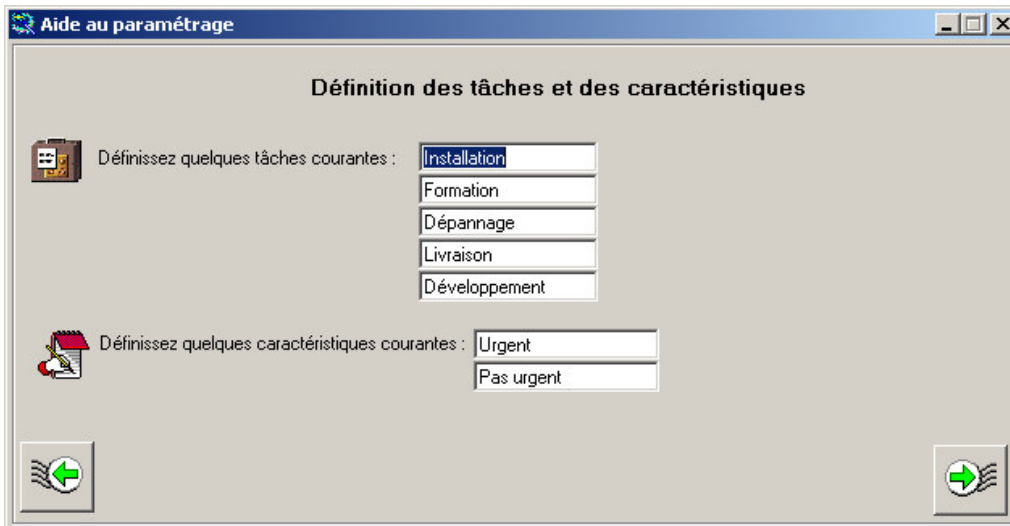 Aide au paramétrage
Définition des tâches et des caractéristiques
Définissez quelques tâches courantes : Installation
Formation
Dépannage
Livraison
Développement
Définissez quelques caractéristiques courantes : Urgent
Pas urgent